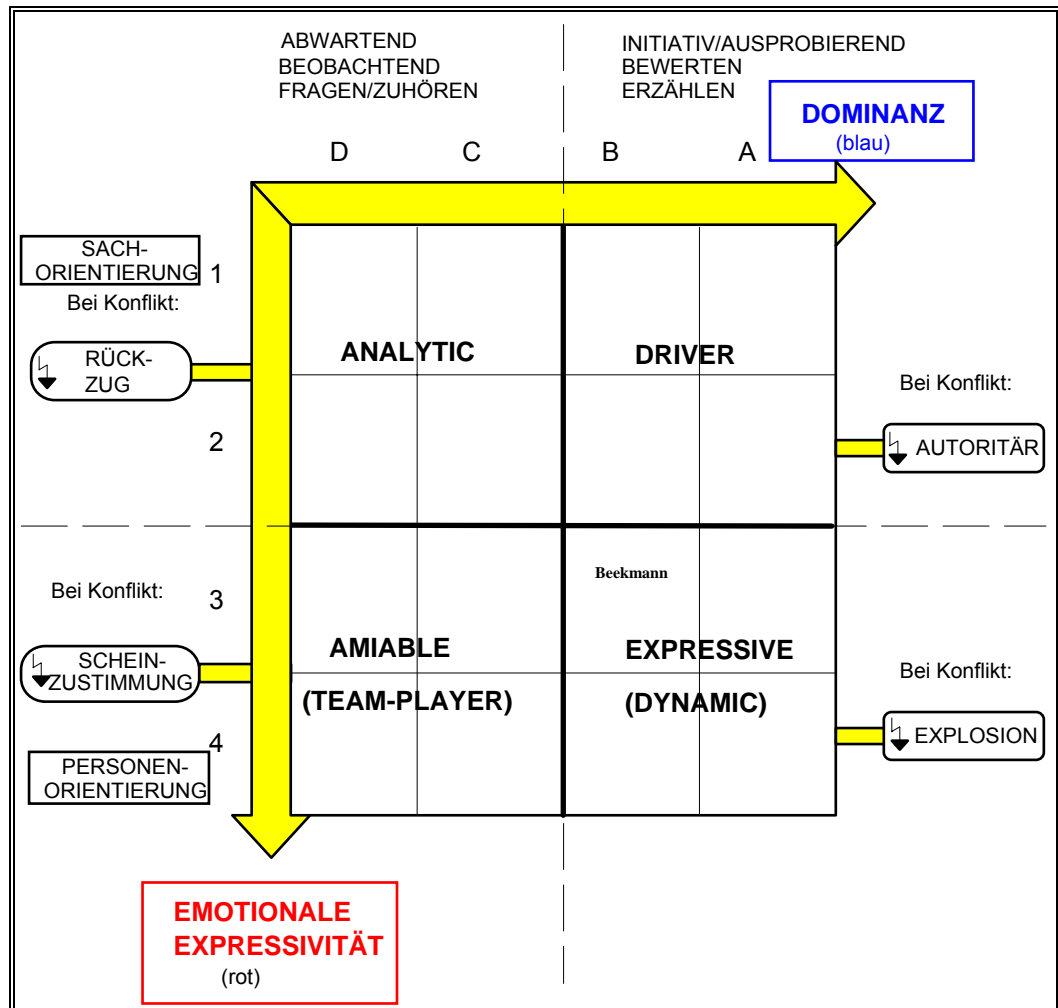 ABWARTEND
BEOBACHTEND
FRAGEN/ZUHÖREN
INITIATIV/AUSPROBIEREND
BEWERTEN
ERZÄHLEN
DOMINANZ
(blau)
D
C
B
A
SACH-
ORIENTIERUNG
1
Bei Konflikt:
RÜCK-
ZUG
ANALYTIC
DRIVER
Bei Konflikt:
AUTORITÄR
2
Bei Konflikt:
3
Beekmann
SCHEIN-
ZUSTIMMUNG
AMIABLE
(TEAM-PLAYER)
EXPRESSIVE
(DYNAMIC)
Bei Konflikt:
EXPLOSION
4
PERSONEN-
ORIENTIERUNG
EMOTIONALE
EXPRESSIVITÄT
(rot)